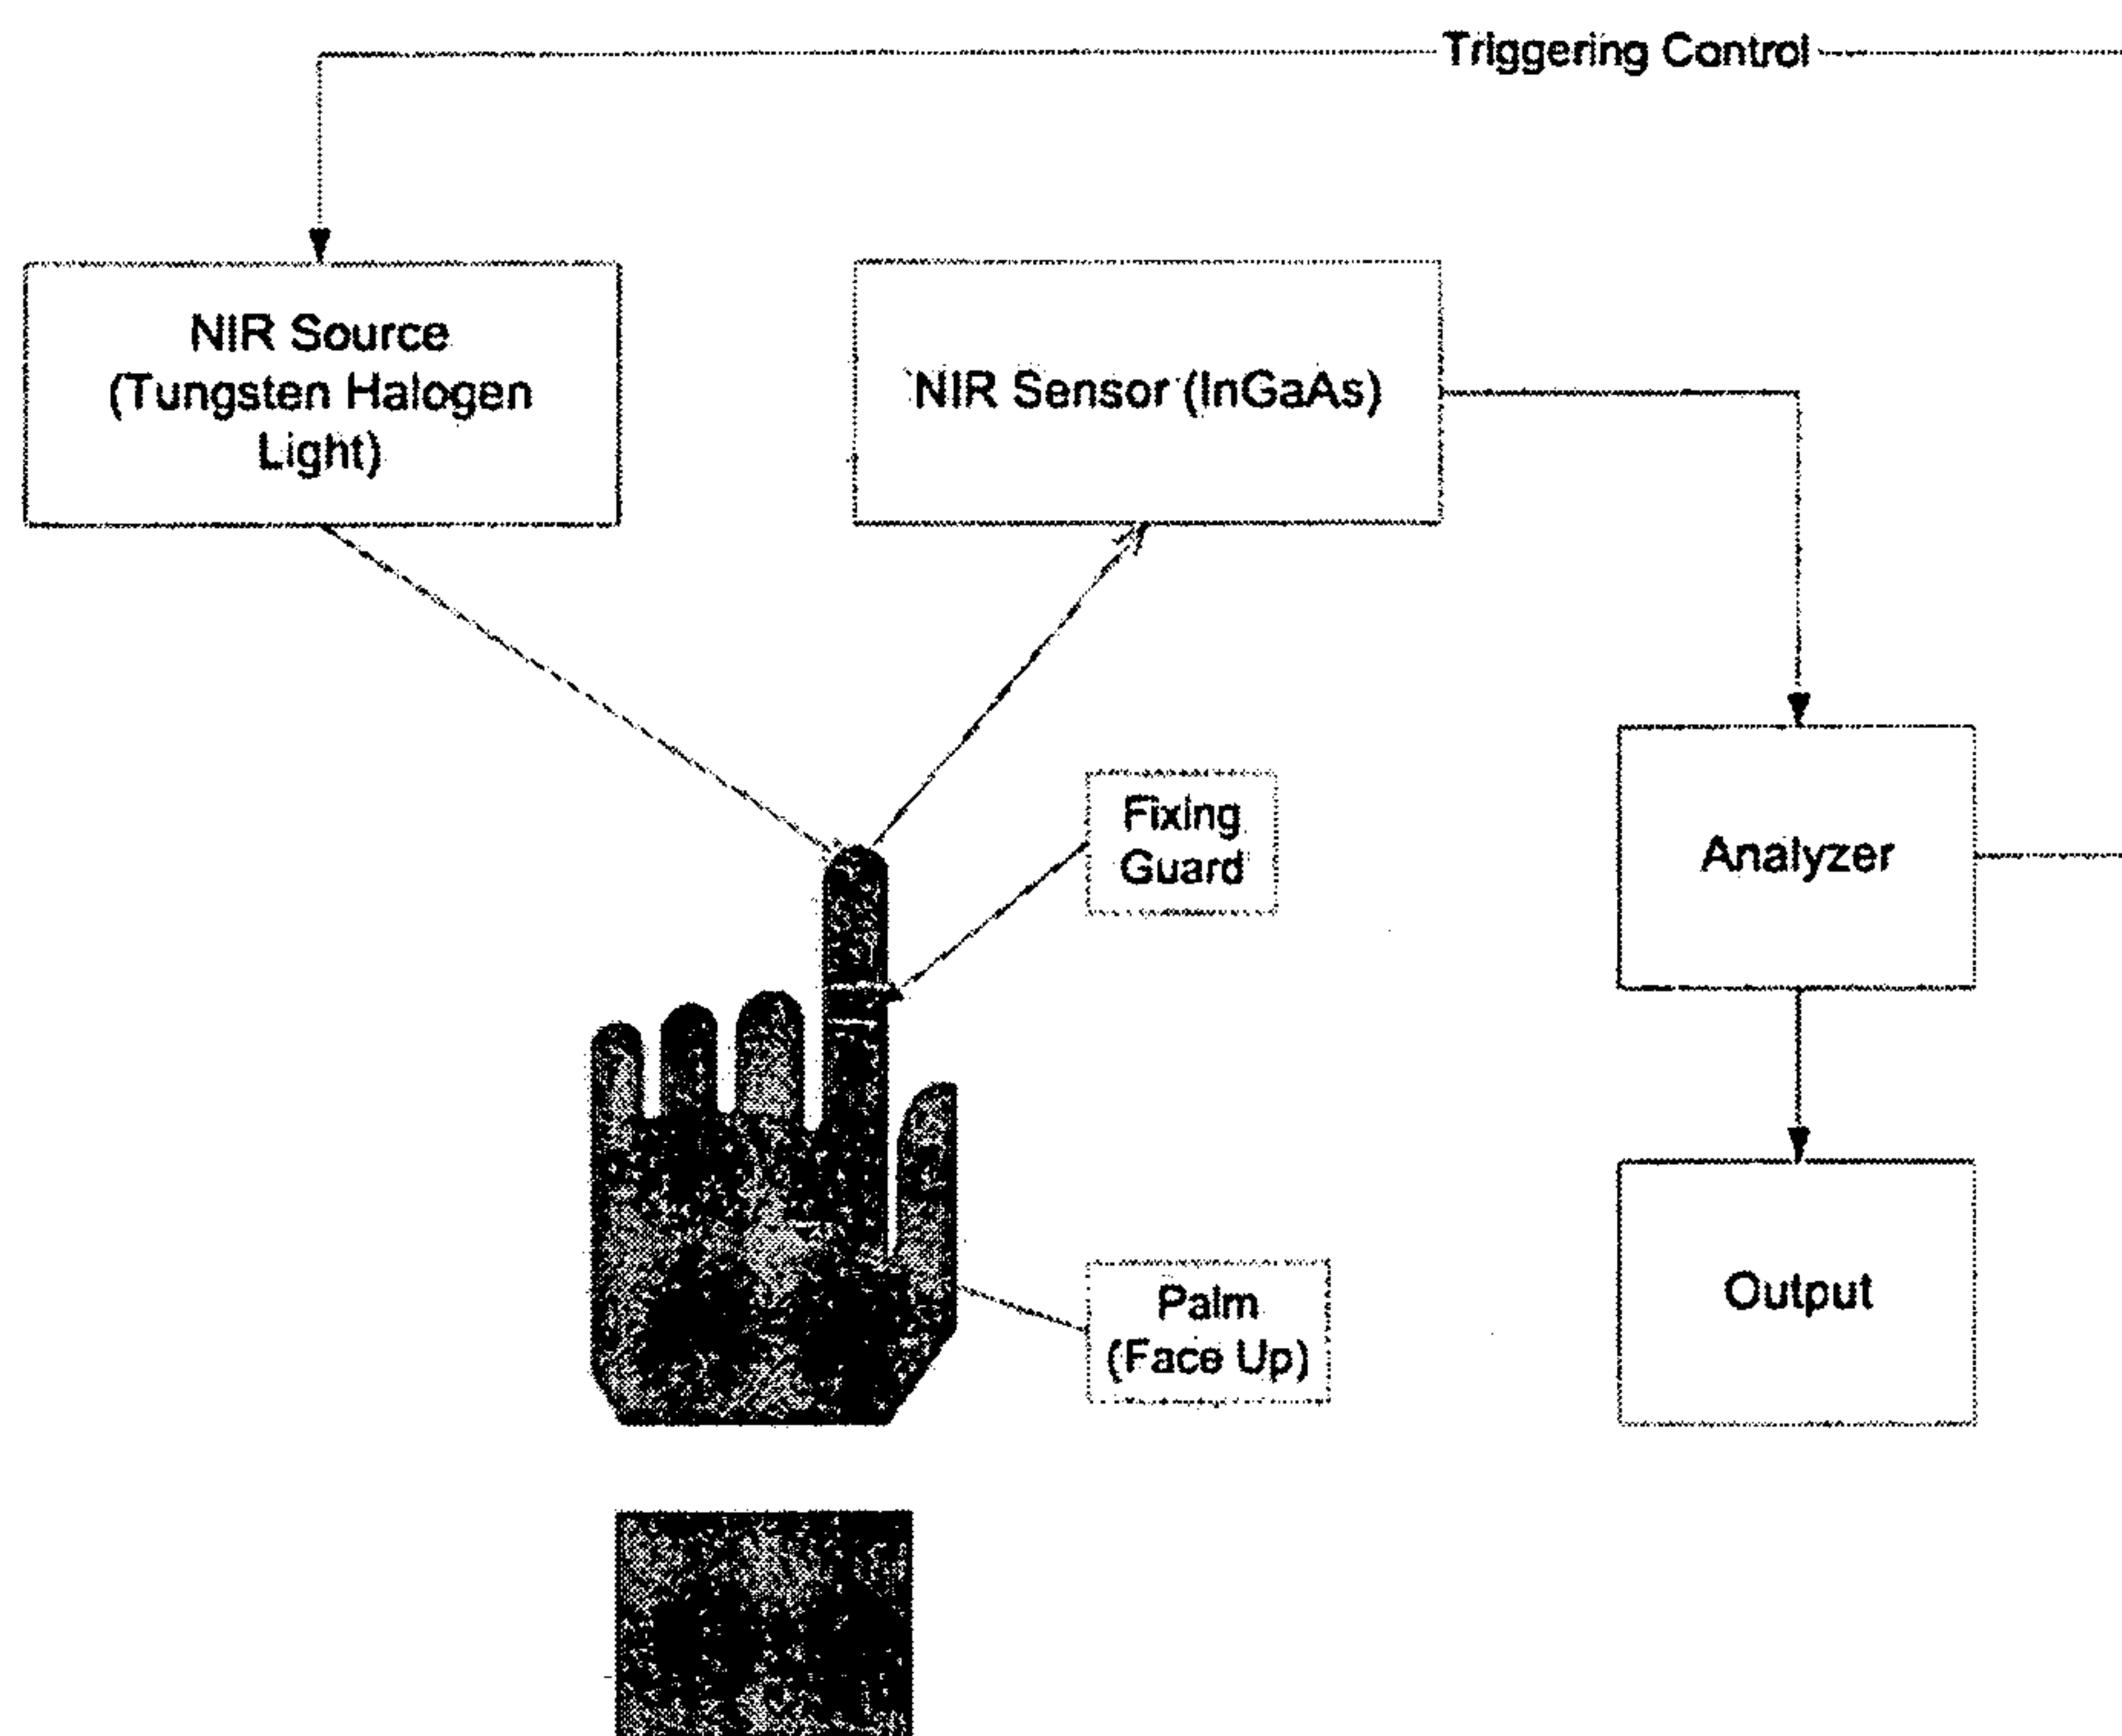 Triggering Control
NIR Source
(Tungsten Halogen
Light)
NIR Sensor (InGaAs)
Fixing
Guard
Analyzer
Palm
(Face Up)
Output